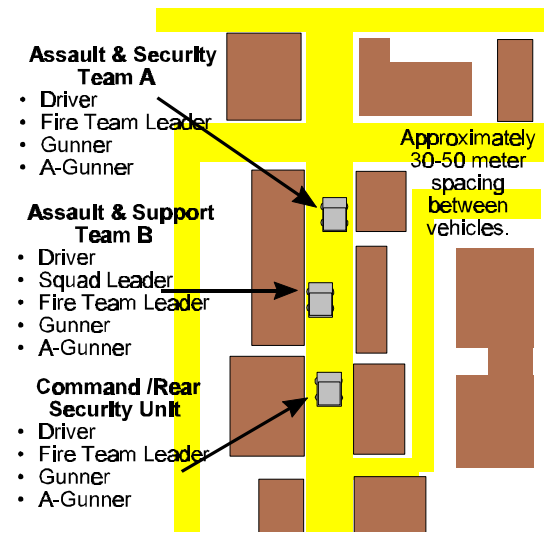 Assault & Security
Team A
• Driver
• Fire Team Leader
• Gunner
• A-Gunner
Approximately
30-50 meter
spacing
between
vehicles.
Assault & Support
Team B
• Driver
• Squad Leader
• Fire Team Leader
• Gunner
• A-Gunner
Command /Rear
Security Unit
• Driver
• Fire Team Leader
• Gunner
• A-Gunner